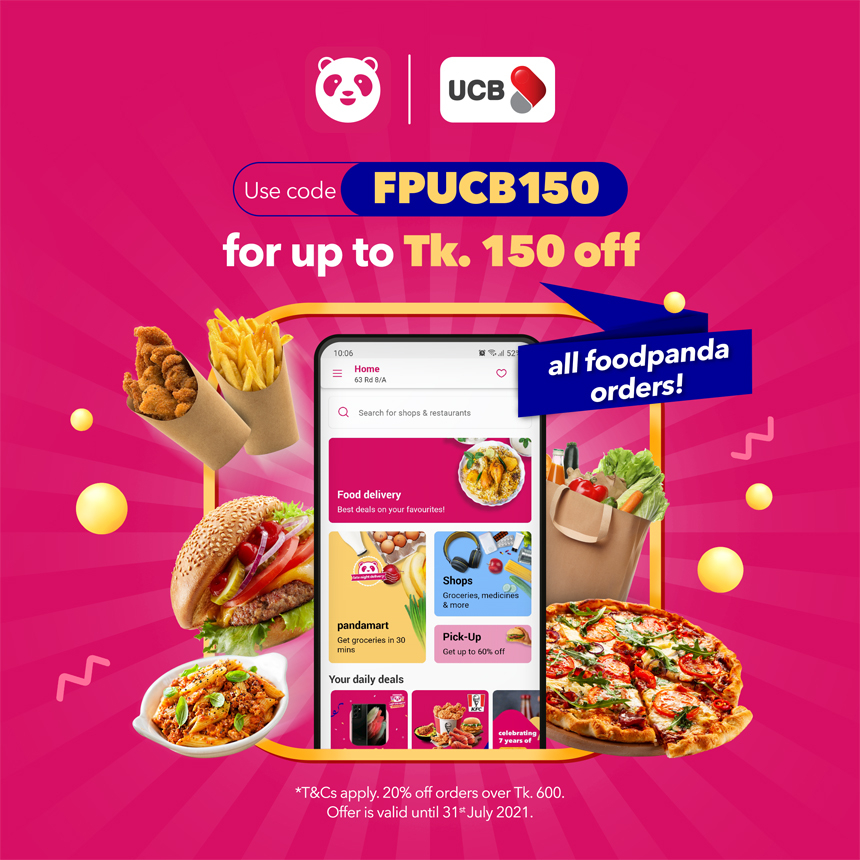 UCB
Use code FPUCB150
for up to Tk. 150 off
all foodpanda
orders!
10:06
Home
63 Rd 8/A
Search for shops & restaurants
Food delivery
Best deals on your favourites!
pandamart
Get groceries in 30
mins
Shops
Groceries, medicines
& more
Pick-Up
Get up to 60% off
Your daily deals
KFC
celebrating
7 years of
*T&Cs apply. 20% off orders over Tk. 600.
Offer is valid until 31st July 2021.